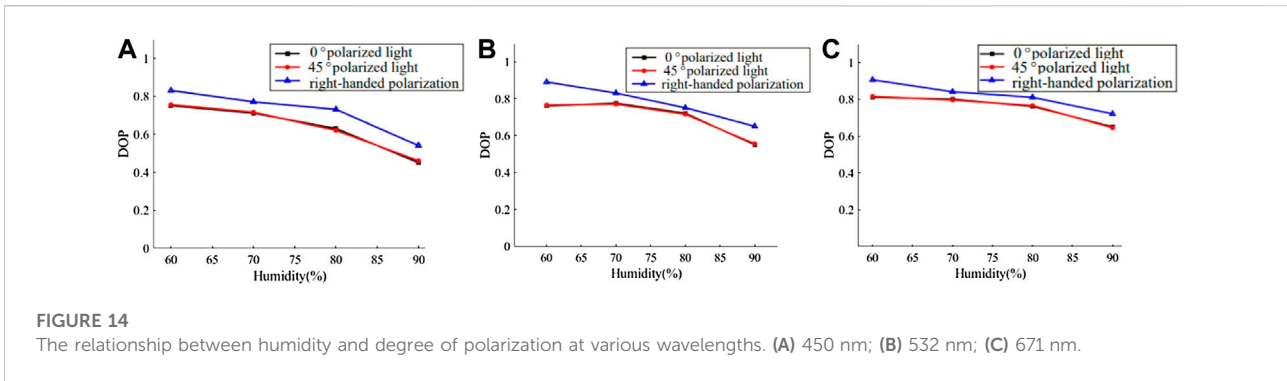 A
1
0.8
0.6
0.4
0.2
0
DOP
60 65 70 75 80 85 90
Humidity(%)
0°polarized light
45°polarized light
right-handed polarization
B
1
0.8
0.6
0.4
0.2
0
DOP
60 65 70 75 80 85 90
Humidity(%)
0°polarized light
45°polarized light
right-handed polarization
C
1
0.8
0.6
0.4
0.2
0
DOP
60 65 70 75 80 85 90
Humidity(%)
0°polarized light
45°polarized light
right-handed polarization
FIGURE 14
The relationship between humidity and degree of polarization at various wavelengths. (A) 450 nm; (B) 532 nm; (C) 671 nm.